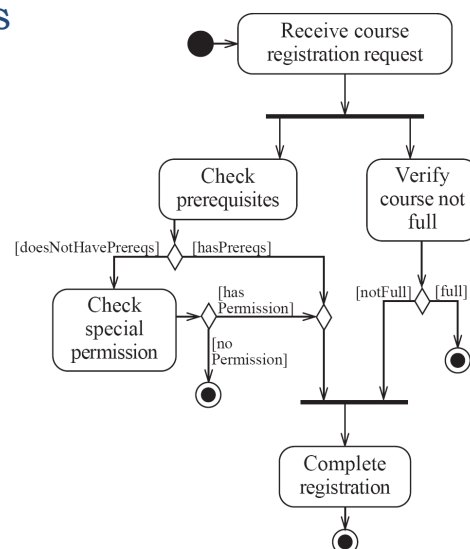 s
Receive course
registration request
Check
prerequisites
Verify
course not
full
[doesNotHavePrereqs]
[hasPrereqs]
Check
special
permission
[has
Permission]
[no
Permission]
[notFull]
[full]
Complete
registration